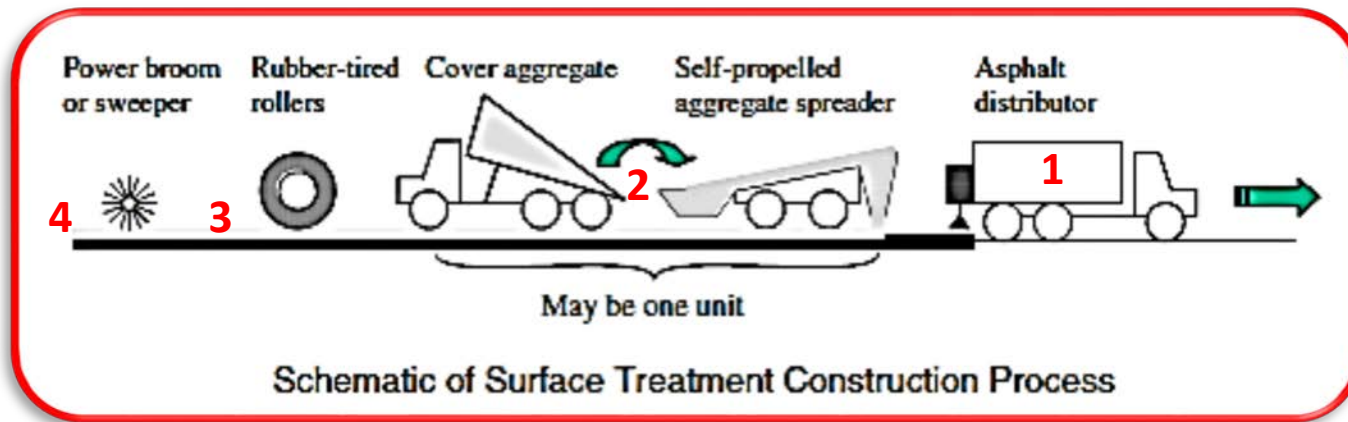 Power broom
or sweeper
Rubber-tired
rollers
Cover aggregate
Self-propelled
aggregate spreader
Asphalt
distributor
1
2
3
4
May be one unit
Schematic of Surface Treatment Construction Process